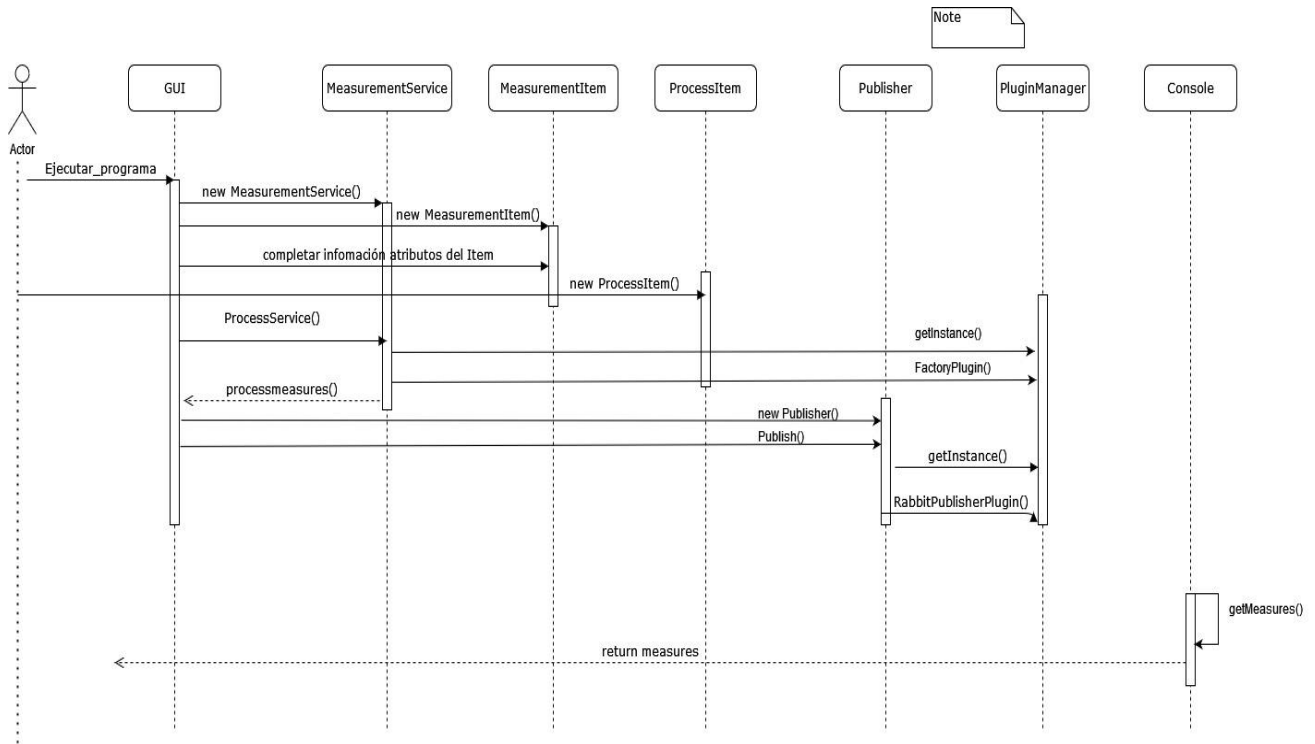 Note
GUI
MeasurementService
MeasurementItem
ProcessItem
Publisher
PluginManager
Console
Actor
Ejecutar_programa
new MeasurementService()
new MeasurementItem()
completar infomación atributos del Item
new ProcessItem()
ProcessService()
getInstance()
FactoryPlugin()
processmeasures()
new Publisher()
Publish()
getInstance()
RabbitPublisherPlugin()
getMeasures()
return measures